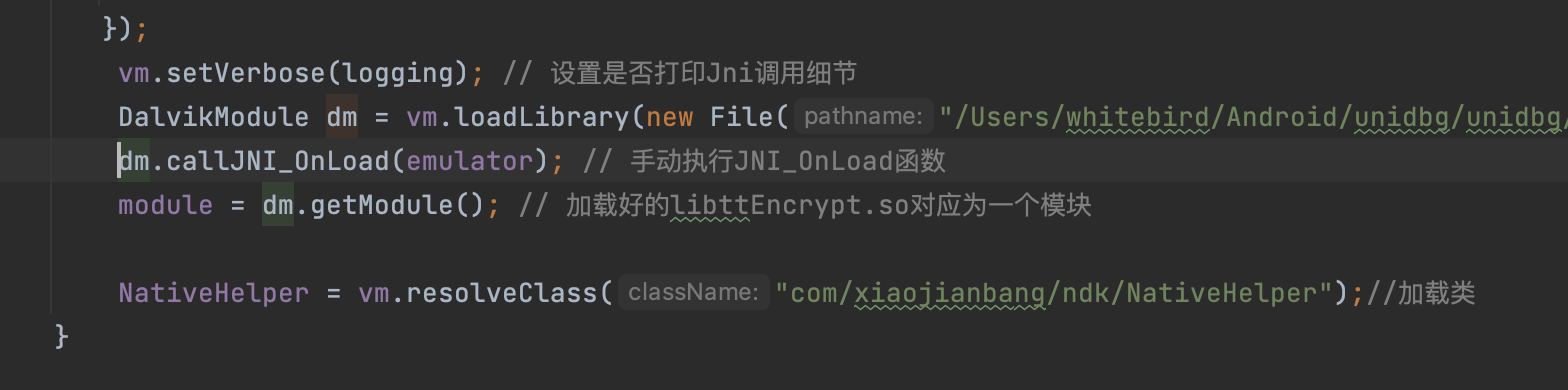 });
vm.setVerbose(logging); // 设置是否打印Jni调用细节
DalvikModule dm = vm.loadLibrary(new File( pathname: "/Users/whitebird/Android/unidbg/unidbg/
dm.callJNI_OnLoad(emulator); // 手动执行JNI_OnLoad函数
module = dm.getModule(); // 加载好的libttEncrypt.so对应为一个模块
NativeHelper = vm.resolveClass( className: "com/xiaojianbang/ndk/NativeHelper");//加载类
}